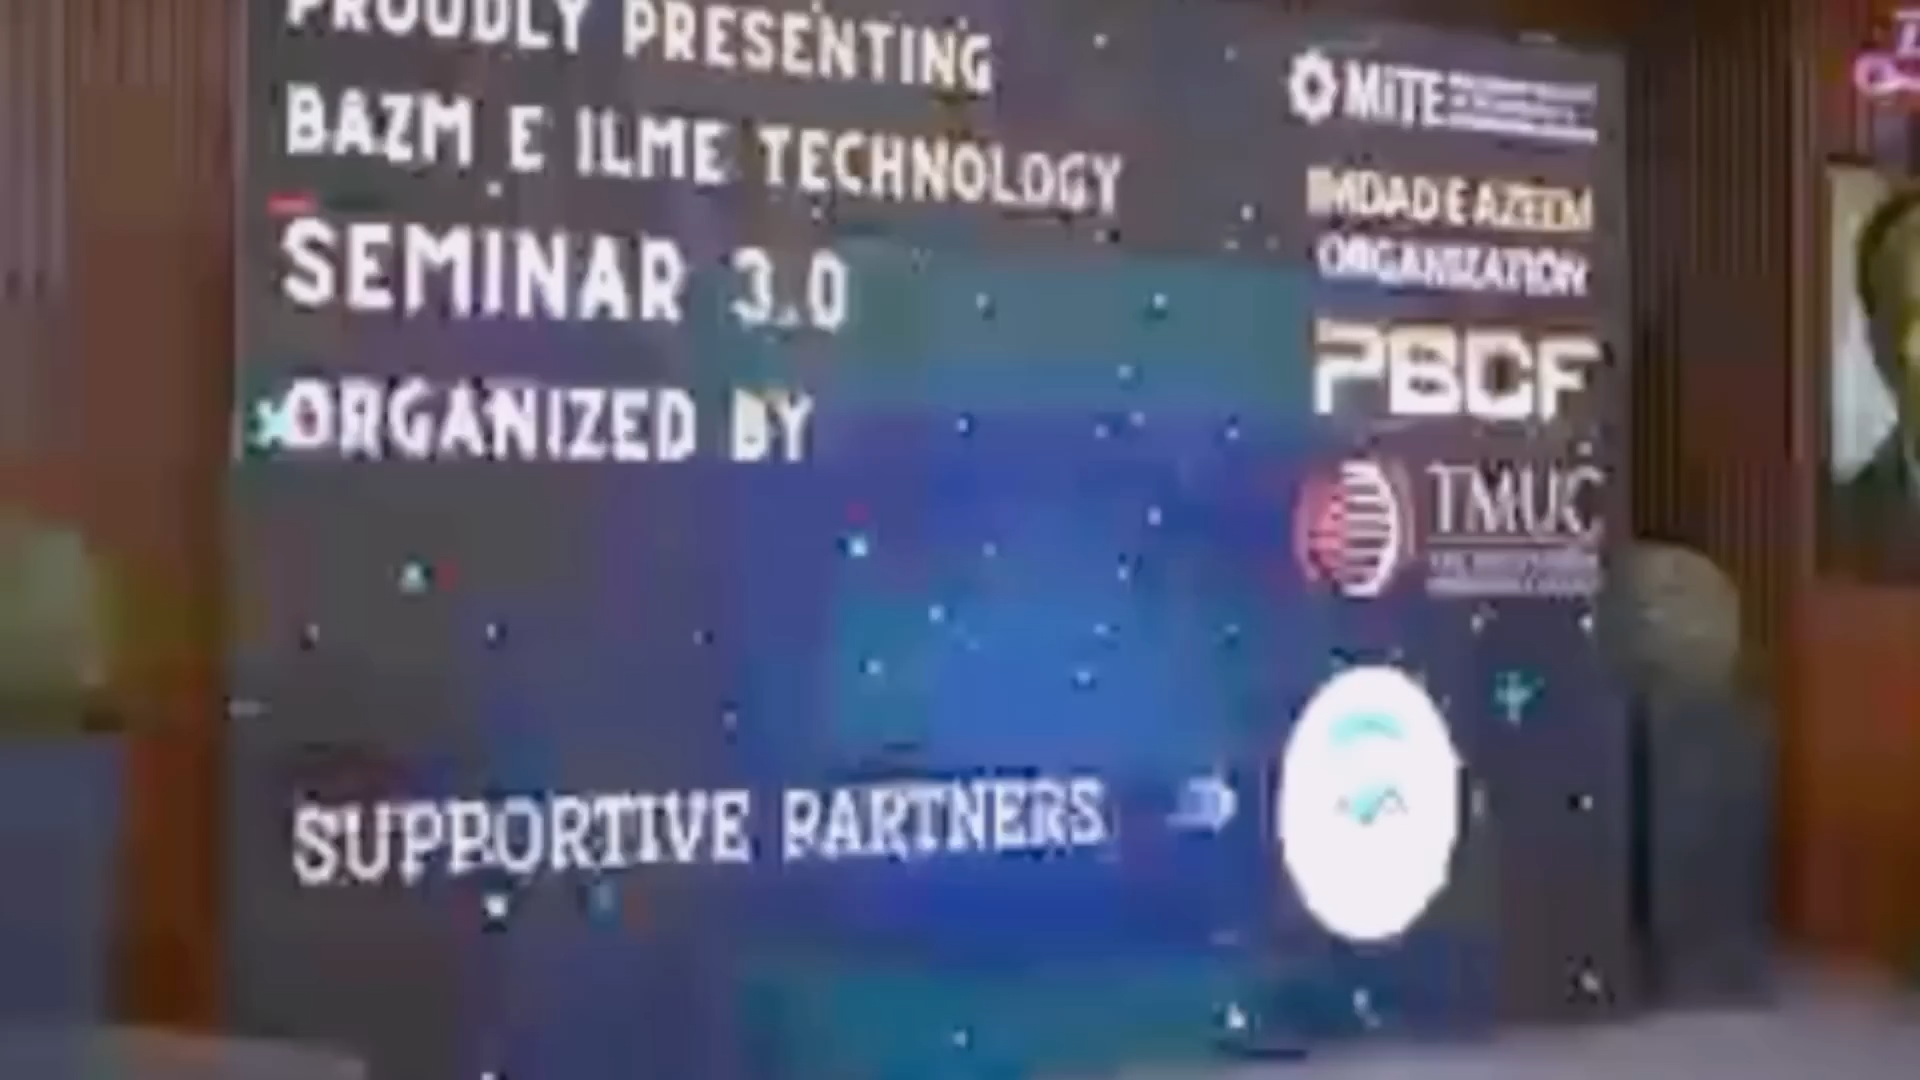 PROUDLY PRESENTING
BAZM E ILME TECHNOLOGY
SEMINAR 3.0
ORGANIZED BY
SUPPORTIVE PARTNERS
MiTE
IMDAD E AZEEM
ORGANIZATION
PBCF
TMUC